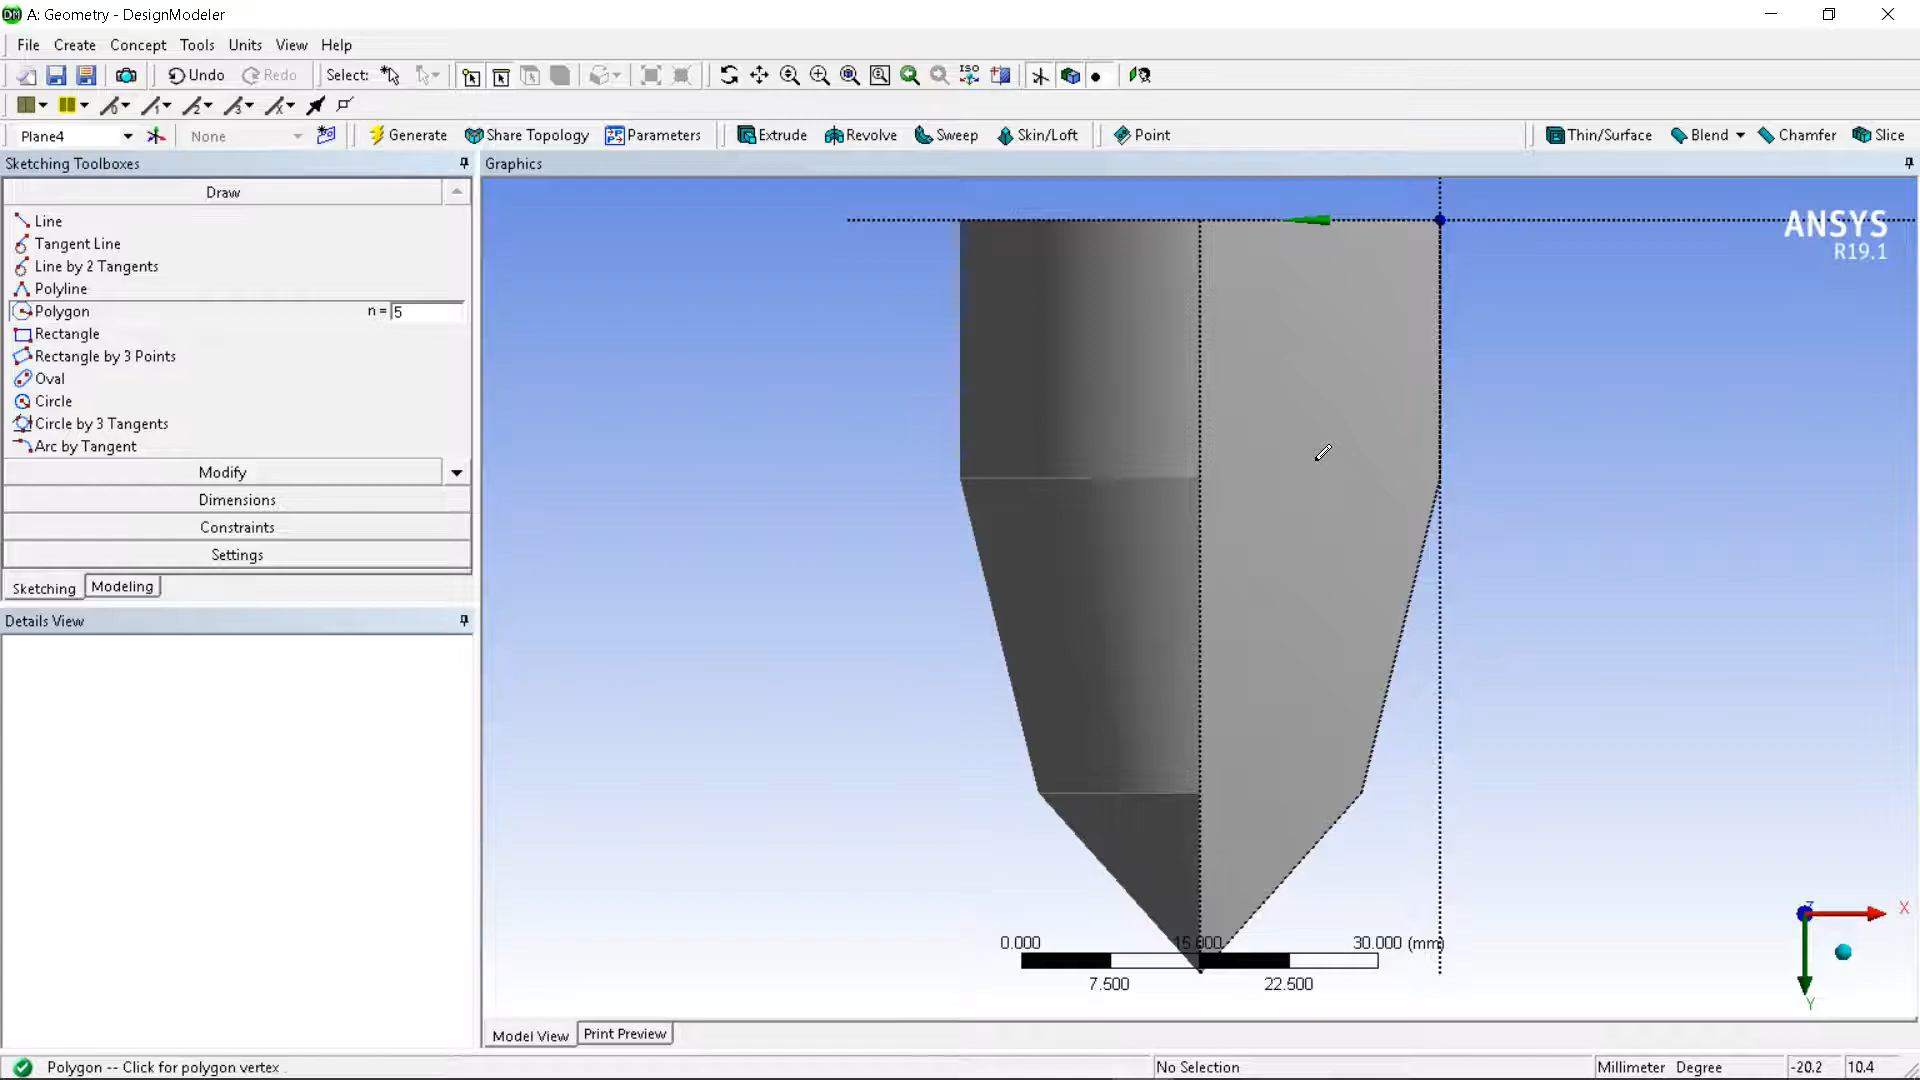 A: Geometry - DesignModeler
File Create Concept Tools Units View Help
Undo Redo Select:
ISO
Plane4 None Generate Share Topology Parameters Extrude Revolve Sweep Skin/Loft Point Thin/Surface Blend Chamfer Slice
Sketching Toolboxes
Graphics
Draw
Line
Tangent Line
Line by 2 Tangents
Polyline
Polygon n = 5
Rectangle
Rectangle by 3 Points
Oval
Circle
Circle by 3 Tangents
Arc by Tangent
Modify
Dimensions
Constraints
Settings
Sketching Modeling
Details View
ANSYS
R19.1
0.000 15.000 30.000 (mm)
7.500 22.500
Z X
Y
Model View Print Preview
Polygon -- Click for polygon vertex
No Selection
Millimeter Degree -20.2 10.4